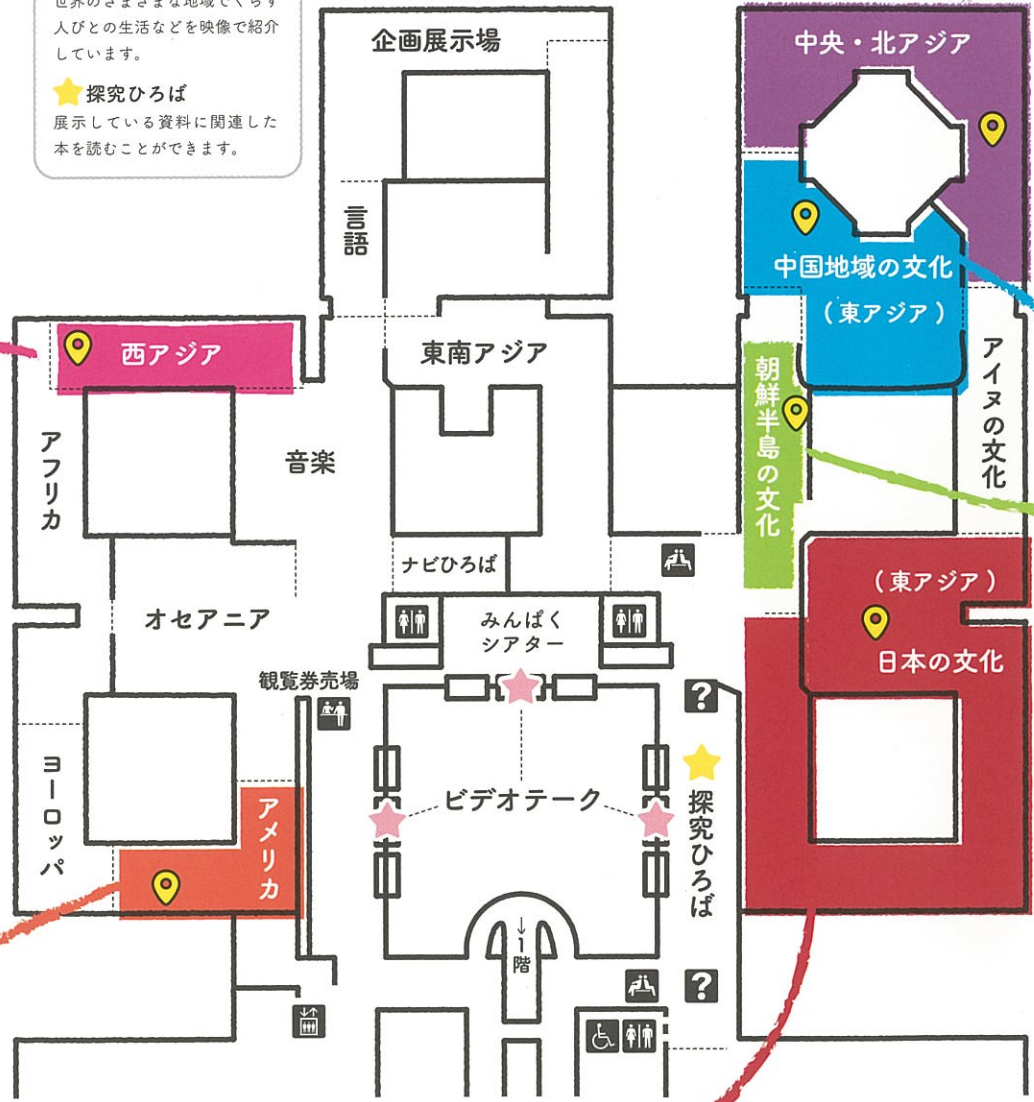 世界のさまざまな地域でくらす
人びとの生活などを映像で紹介
しています。
探究ひろば
展示している資料に関連した
本を読むことができます。
企画展示場
中央・北アジア
言語
中国地域の文化
（東アジア）
西アジア
東南アジア
朝鮮半島の文化
アイヌの文化
アフリカ
音楽
ナビひろば
（東アジア）
日本の文化
オセアニア
みんぱく
シアター
観覧券売場
?
ヨーロッパ
アメリカ
ビデオテーク
探究ひろば
↓1階
?